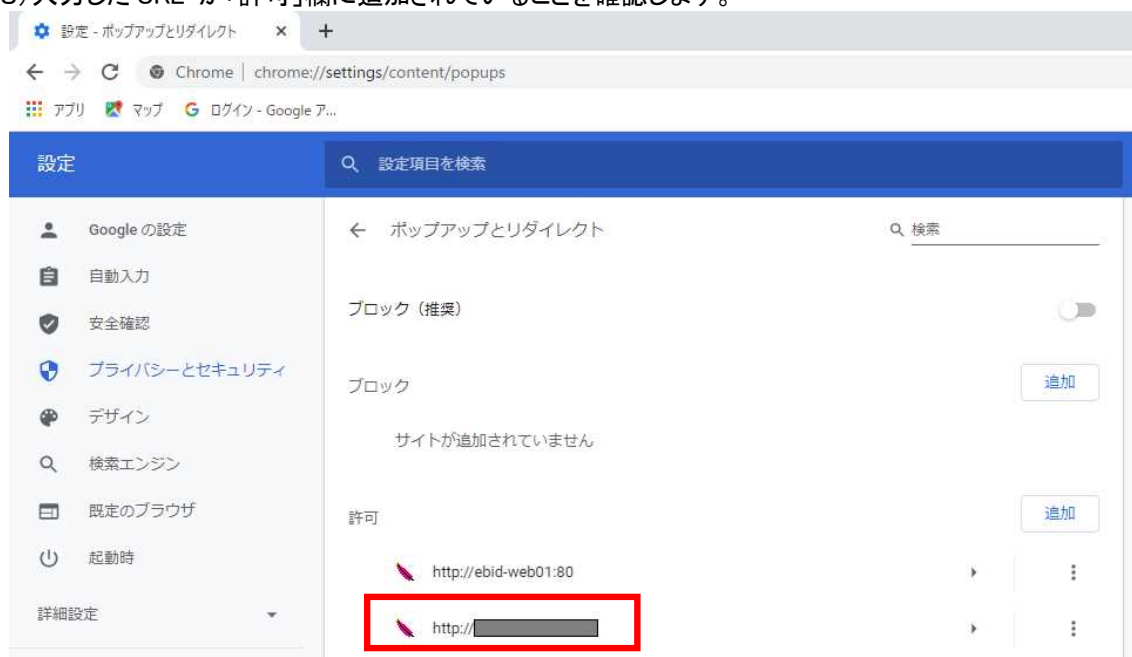 入力した URL が「許可」欄に追加されていることを確認します。
設定 - ポップアップとリダイレクト
Chrome | chrome://settings/content/popups
アプリ マップ G ログイン - Google ア...
設定
設定項目を検索
Google の設定
自動入力
安全確認
プライバシーとセキュリティ
デザイン
検索エンジン
既定のブラウザ
起動時
詳細設定
ポップアップとリダイレクト
検索
ブロック（推奨）
ブロック
追加
サイトが追加されていません
許可
追加
http://ebid-web01:80
http://